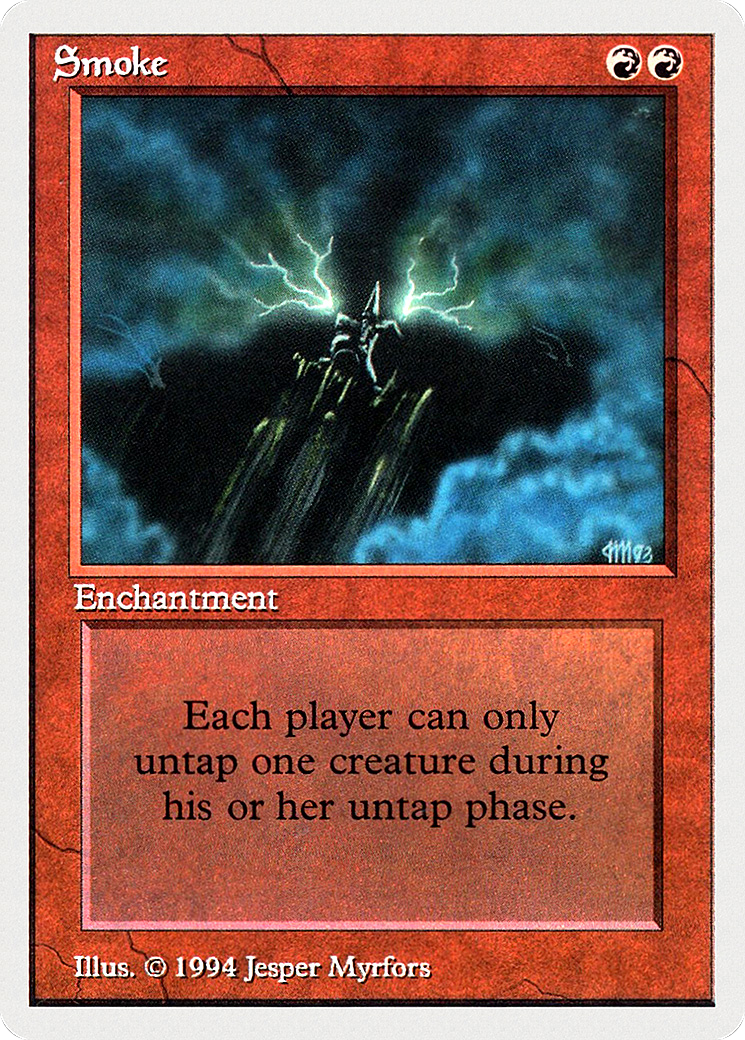 Smoke
Enchantment
Each player can only
untap one creature during
his or her untap phase.
Illus. © 1994 Jesper Myrfors